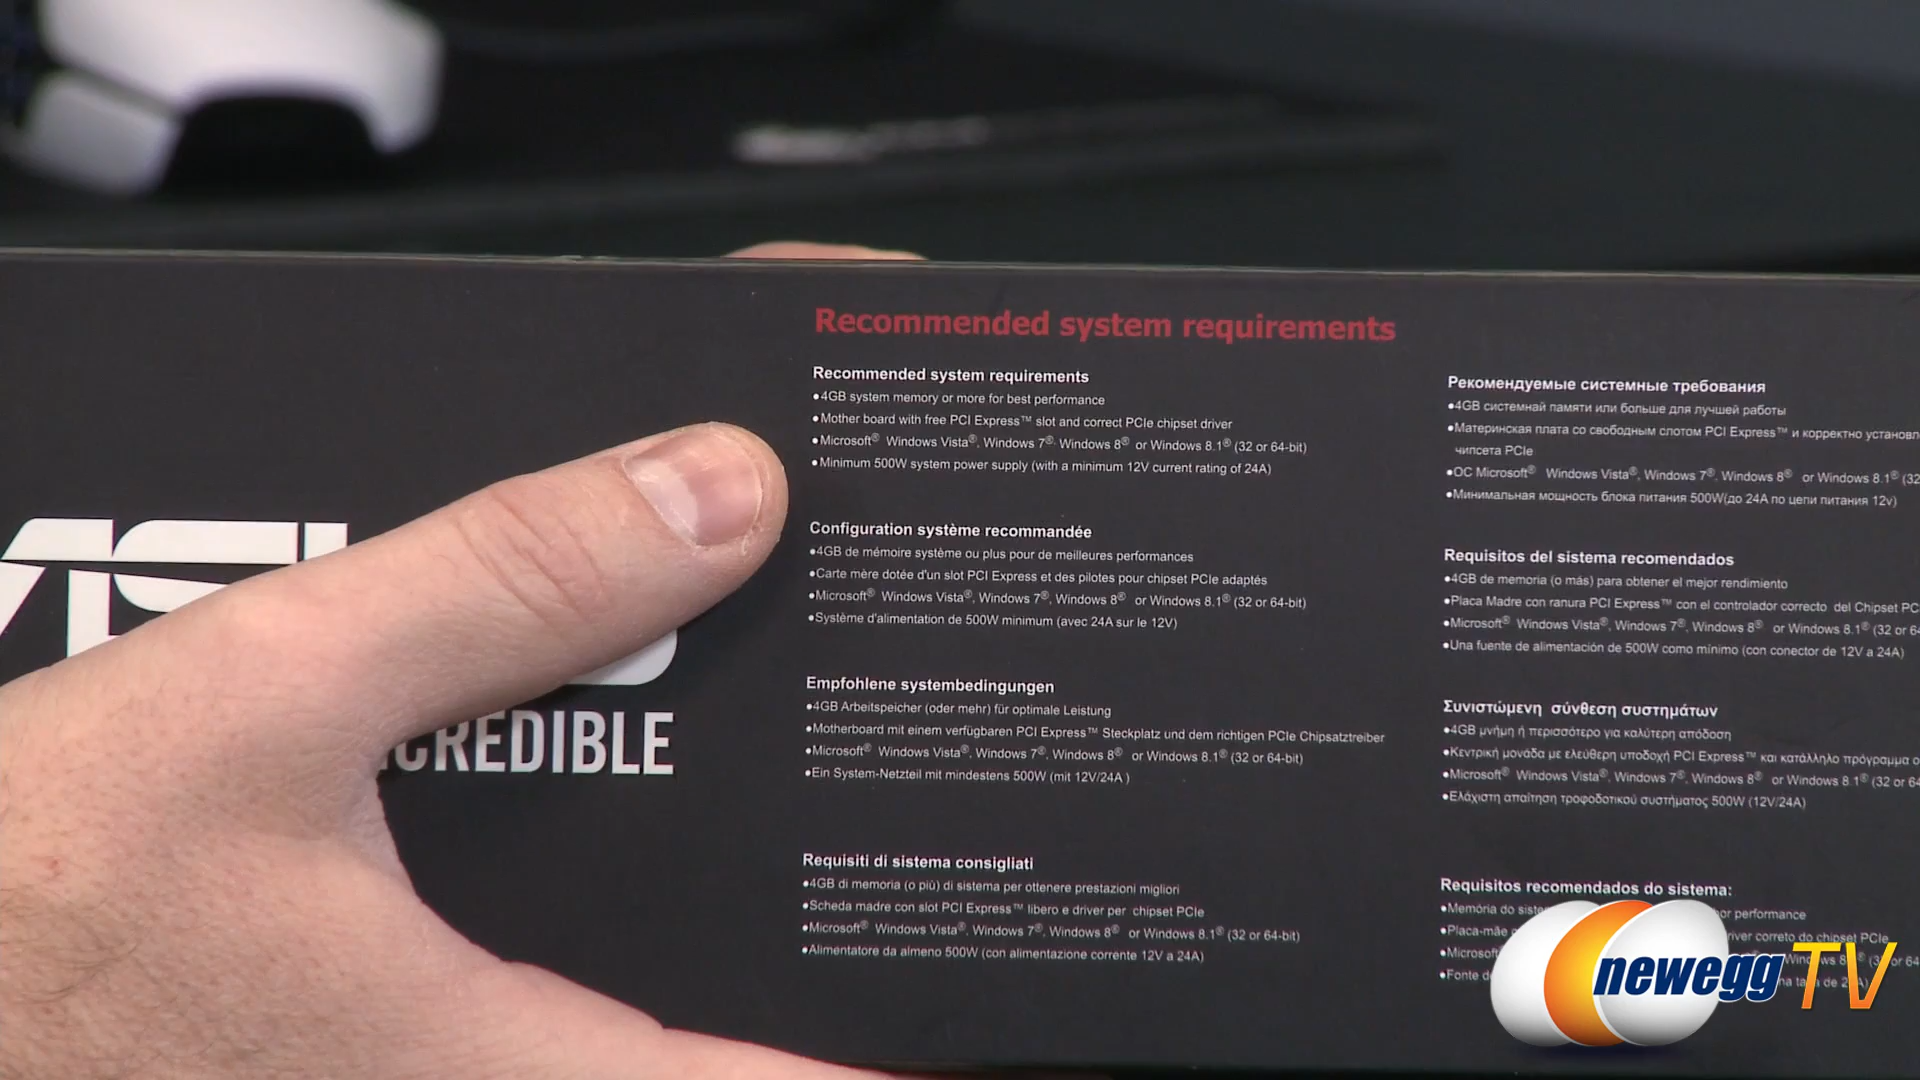 Recommended system requirements
Recommended system requirements
•4GB system memory or more for best performance
•Mother board with free PCI Express™ slot and correct PCIe chipset driver
•Microsoft® Windows Vista®, Windows 7®, Windows 8® or Windows 8.1® (32 or 64-bit)
•Minimum 500W system power supply (with a minimum 12V current rating of 24A)
Configuration système recommandée
•4GB de mémoire système ou plus pour de meilleures performances
•Carte mère dotée d'un slot PCI Express et des pilotes pour chipset PCIe adaptés
•Microsoft® Windows Vista®, Windows 7®, Windows 8® or Windows 8.1® (32 or 64-bit)
•Système d'alimentation de 500W minimum (avec 24A sur le 12V)
Empfohlene systembedingungen
•4GB Arbeitspeicher (oder mehr) für optimale Leistung
•Motherboard mit einem verfügbaren PCI Express™ Steckplatz und dem richtigen PCIe Chipsatztreiber
•Microsoft® Windows Vista®, Windows 7®, Windows 8® or Windows 8.1® (32 or 64-bit)
•Ein System-Netzteil mit mindestens 500W (mit 12V/24A )
Requisiti di sistema consigliati
•4GB di memoria (o più) di sistema per ottenere prestazioni migliori
•Scheda madre con slot PCI Express™ libero e driver per chipset PCIe
•Microsoft® Windows Vista®, Windows 7®, Windows 8® or Windows 8.1® (32 or 64-bit)
•Alimentatore da almeno 500W (con alimentazione corrente 12V a 24A)
Рекомендуемые системные требования
•4GB системнай памяти или больше для лучшей работы
•Материнская плата со свободным слотом PCI Express™ и корректно
чипсета PCIe
•ОС Microsoft® Windows Vista®, Windows 7®, Windows 8® or Windows 8.1® (32
•Минимальная мощность блока питания 500W(до 24A по цепи питания 12v)
Requisitos del sistema recomendados
•4GB de memoria (o más) para obtener el mejor rendimiento
•Placa Madre con ranura PCI Express™ con el controlador correcto del Chipset
•Microsoft® Windows Vista®, Windows 7®, Windows 8® or Windows 8.1® (32 or
•Una fuente de alimentación de 500W como mínimo (con conector de 12V a 24A)
Συνιστώμενη σύνθεση συστημάτων
•4GB μνήμη ή περισσότερο για καλύτερη απόδοση
•Κεντρική μονάδα με ελεύθερη υποδοχή PCI Express™ και κατάλληλο πρόγραμμα
•Microsoft® Windows Vista®, Windows 7®, Windows 8® or Windows 8.1® (32 or
•Ελάχιστη απαίτηση τροφοδοτικού συστήματος 500W (12V/24A)
Requisitos recomendados do sistema:
•Memória do performance
•Placa-mãe correto do chipset PCIe
•Microsoft Windows or
•Fonte de
CREDIBLE
newegg TV